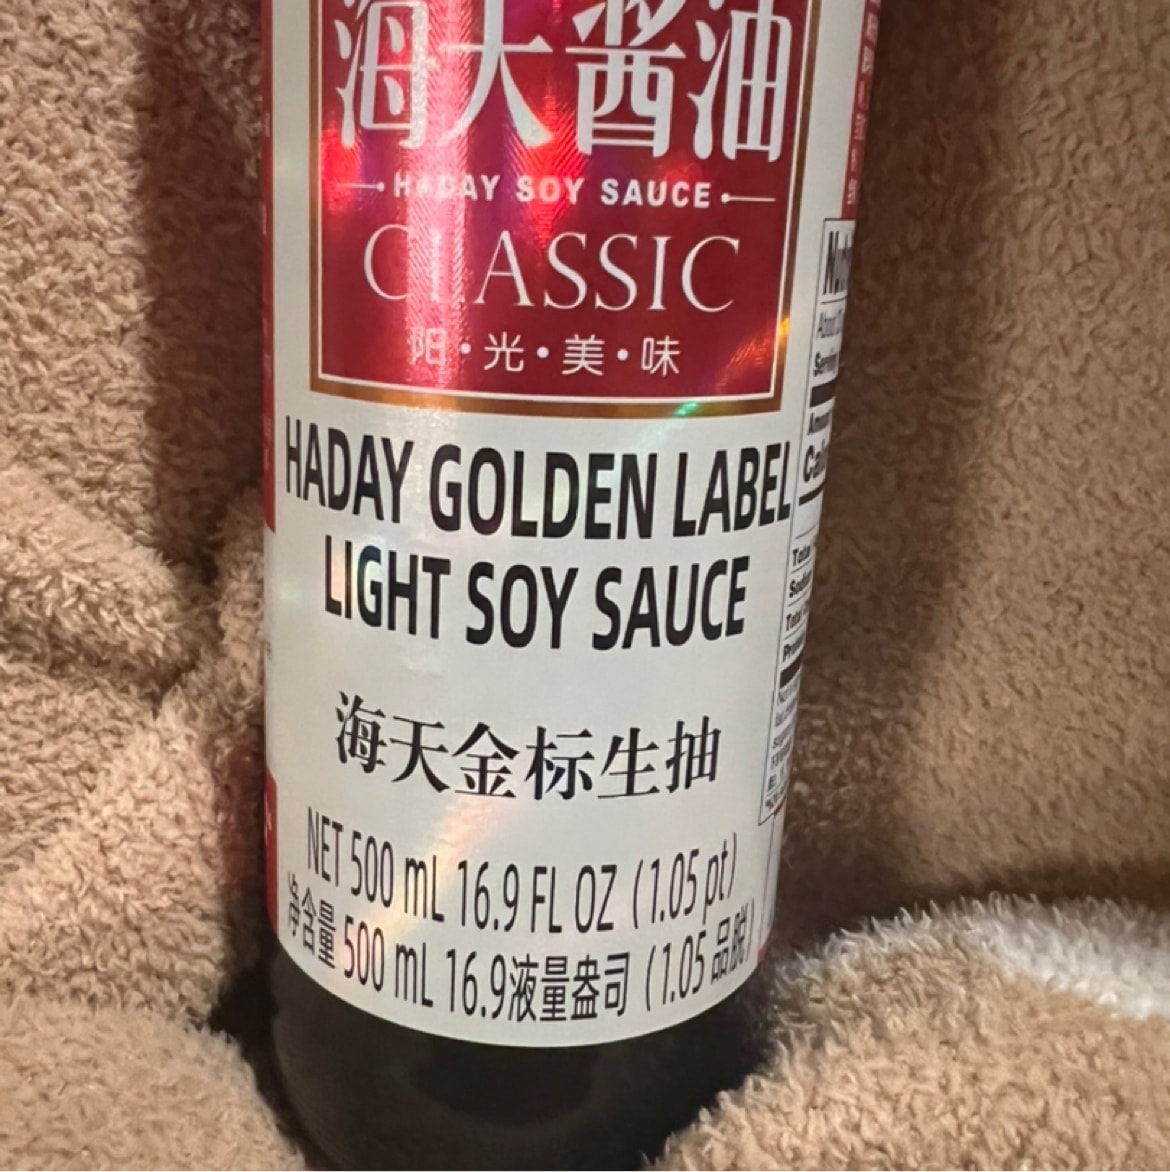 海天酱油
HADAY SOY SAUCE
CLASSIC
阳·光·美·味
HADAY GOLDEN LABEL
LIGHT SOY SAUCE
海天金标生抽
NET 500 mL 16.9 FL OZ (1.05 pt)
净含量 500 mL 16.9液量盎司 (1.05 品脱)